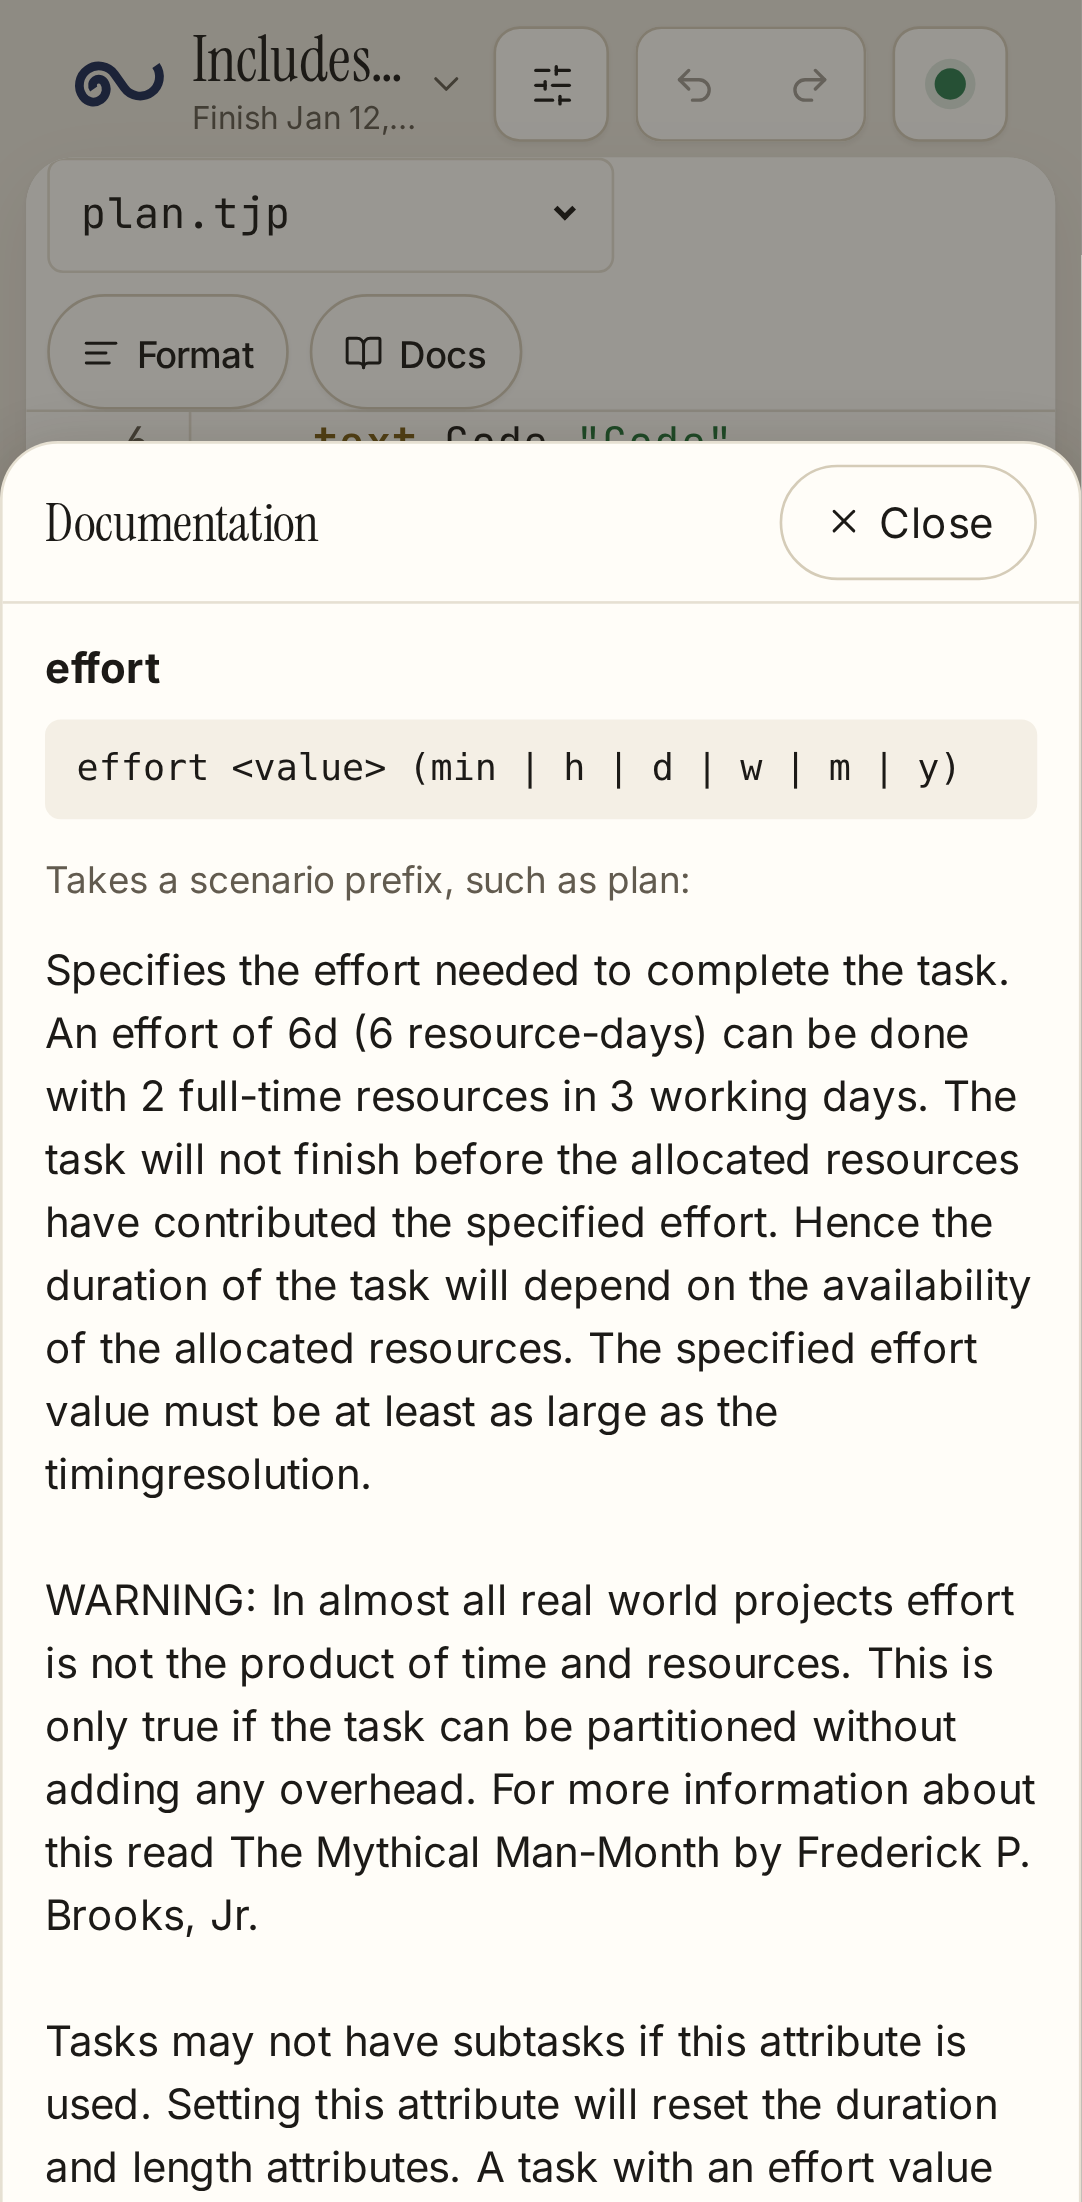 Includes...
Finish Jan 12,...
plan.tjp
Format
Docs
6 text Code "Code"
Documentation
Close
effort
effort <value> (min | h | d | w | m | y)
Takes a scenario prefix, such as plan:
Specifies the effort needed to complete the task.
An effort of 6d (6 resource-days) can be done
with 2 full-time resources in 3 working days. The
task will not finish before the allocated resources
have contributed the specified effort. Hence the
duration of the task will depend on the availability
of the allocated resources. The specified effort
value must be at least as large as the
timingresolution.
WARNING: In almost all real world projects effort
is not the product of time and resources. This is
only true if the task can be partitioned without
adding any overhead. For more information about
this read The Mythical Man-Month by Frederick P.
Brooks, Jr.
Tasks may not have subtasks if this attribute is
used. Setting this attribute will reset the duration
and length attributes. A task with an effort value